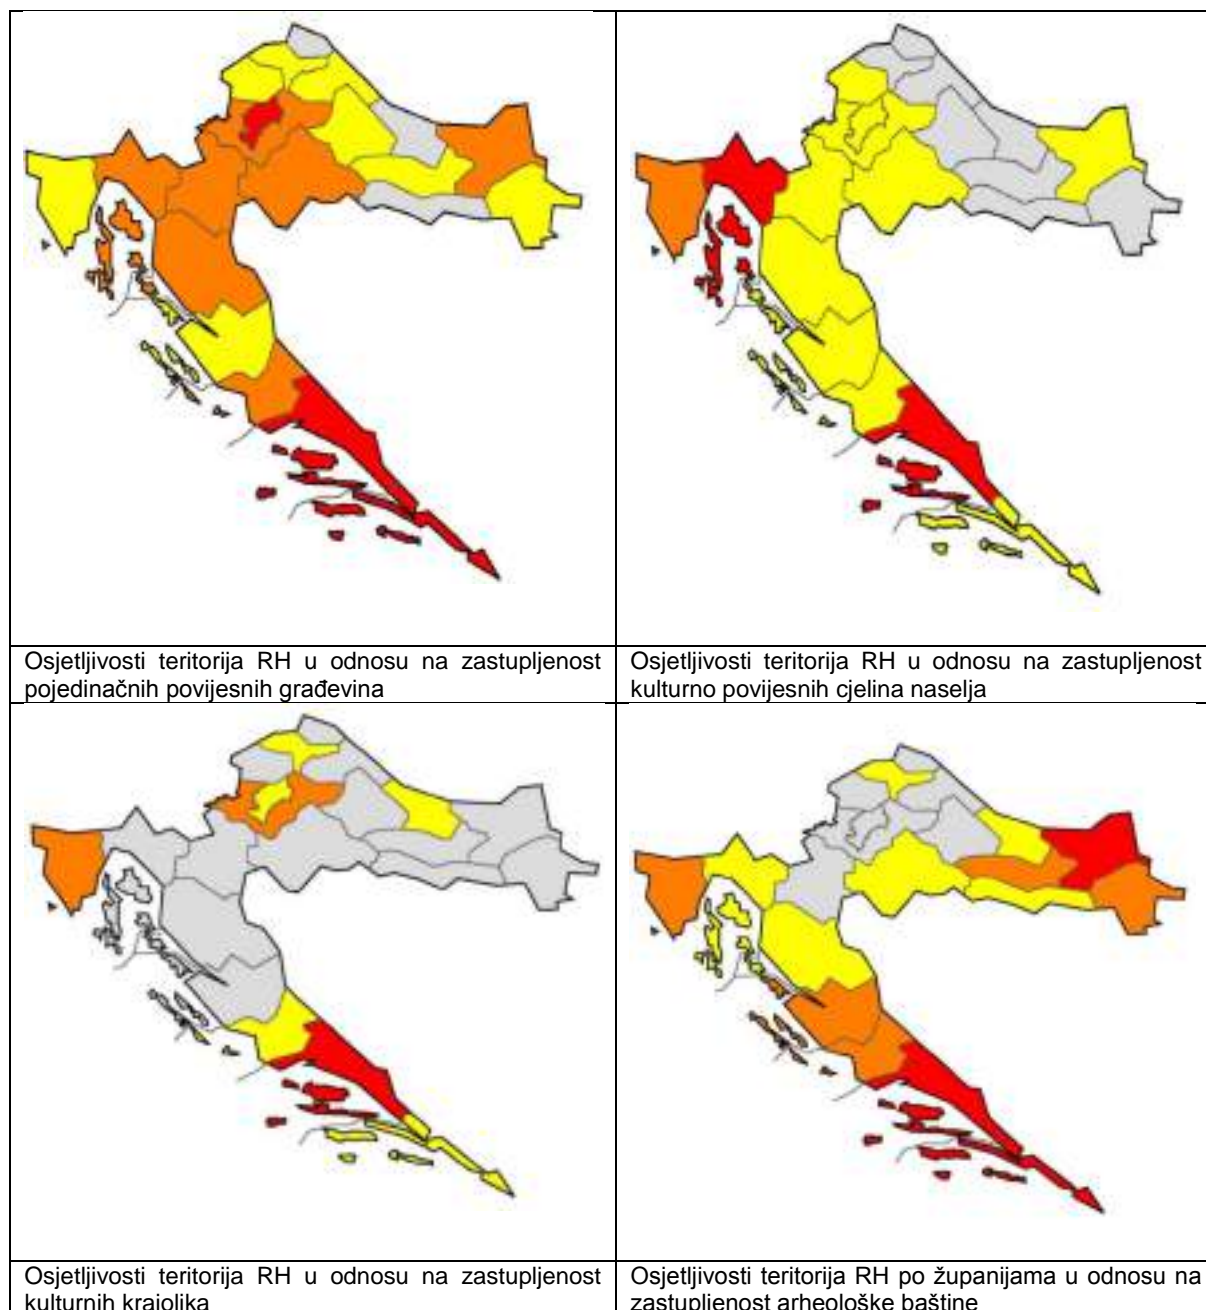 Osjetljivosti teritorija RH u odnosu na zastupljenost
pojedinačnih povijesnih građevina
Osjetljivosti teritorija RH u odnosu na zastupljenost
kulturno povijesnih cjelina naselja
Osjetljivosti teritorija RH u odnosu na zastupljenost
kulturnih krajolika
Osjetljivosti teritorija RH po županijama u odnosu na
zastupljenost arheološke baštine